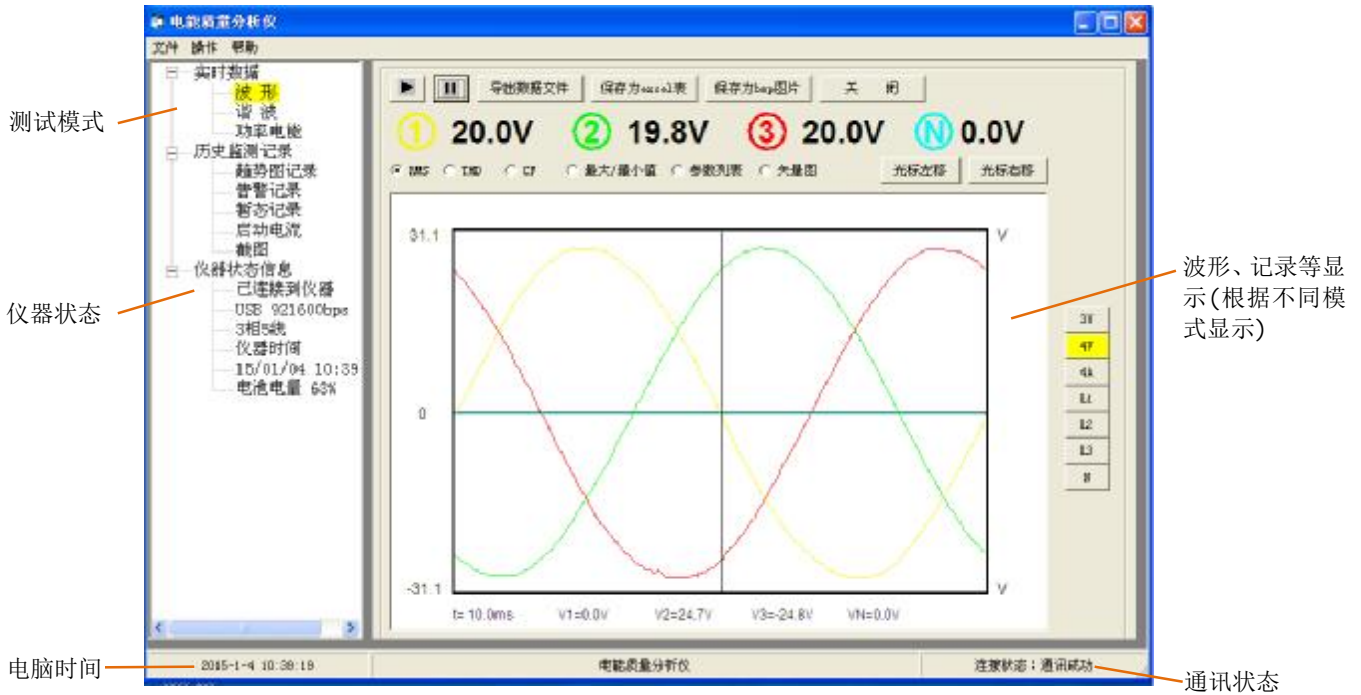 电能质量分析仪
文件 操作 帮助
实时数据
波 形
谐 波
功率电能
历史监测记录
趋势图记录
告警记录
暂态记录
启动电流
截图
仪器状态信息
已连接到仪器
USB 921600bps
3相5线
仪器时间
15/01/04 10:39
电池电量 63%
导出数据文件 保存为excel表 保存为bmp图片 关 闭
1 20.0V 2 19.8V 3 20.0V N 0.0V
RMS THD CF 最大/最小值 参数列表 矢量图 光标左移 光标右移
31.1 V
0
-31.1 V
t= 10.0ms V1=0.0V V2=24.7V V3=-24.8V VN=0.0V
3U
4V
4A
L1
L2
L3
N
2015-1-4 10:39:19 电能质量分析仪 连接状态：通讯成功
测试模式
仪器状态
电脑时间
波形、记录等显
示(根据不同模
式显示)
通讯状态